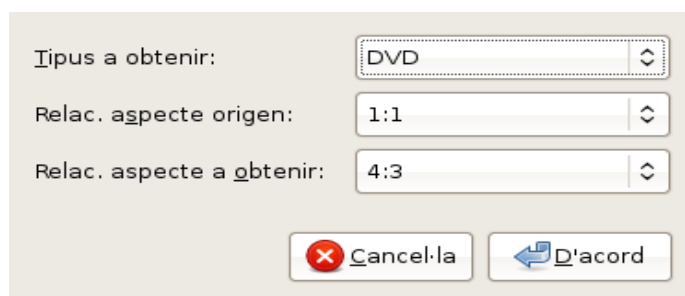 Tipus a obtenir: DVD
Relac. aspecte origen: 1:1
Relac. aspecte a obtenir: 4:3
Cancel·la D'acord